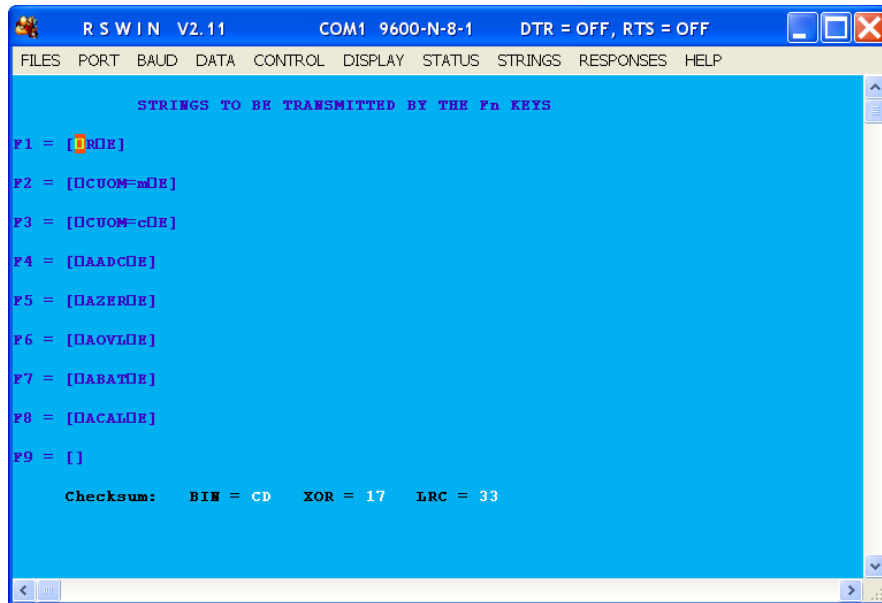 RSWIN V2.11 COM1 9600-N-8-1 DTR = OFF, RTS = OFF
FILES PORT BAUD DATA CONTROL DISPLAY STATUS STRINGS RESPONSES HELP
STRINGS TO BE TRANSMITTED BY THE Fn KEYS
F1 = [▯R▯E]
F2 = [▯CUOM=m▯E]
F3 = [▯CUOM=c▯E]
F4 = [▯AADC▯E]
F5 = [▯AZER▯E]
F6 = [▯AOVL▯E]
F7 = [▯ABAT▯E]
F8 = [▯ACAL▯E]
F9 = []
Checksum: BIN = CD XOR = 17 LRC = 33